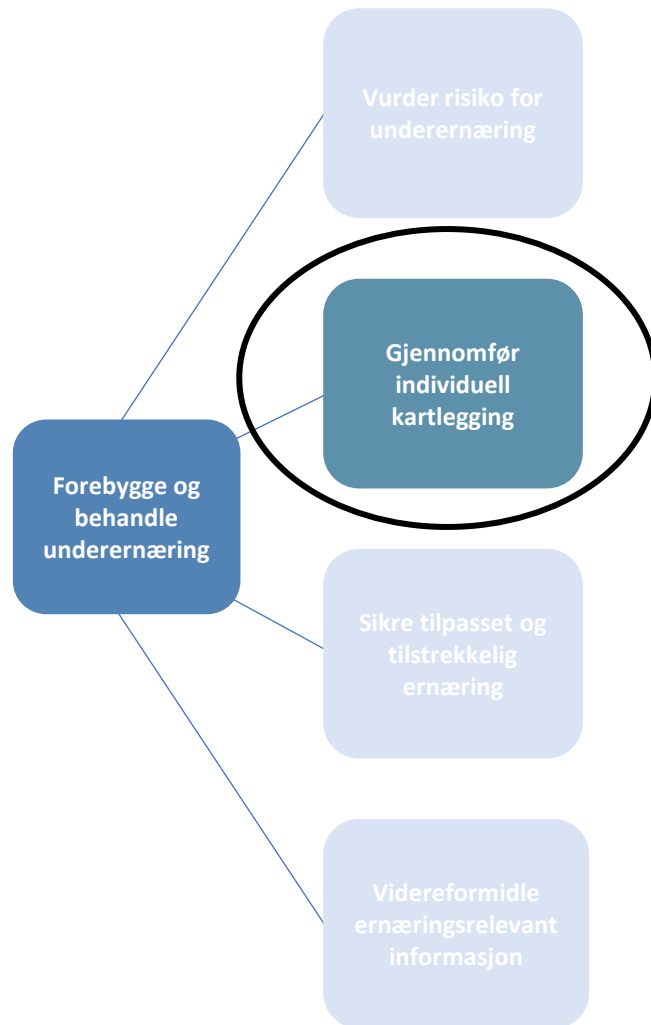 Vurder risiko for
underernæring
Gjennomfør
individuell
kartlegging
Forebygge og
behandle
underernæring
Sikre tilpasset og
tilstrekkelig
ernæring
Videreformidle
ernæringsrelevant
informasjon